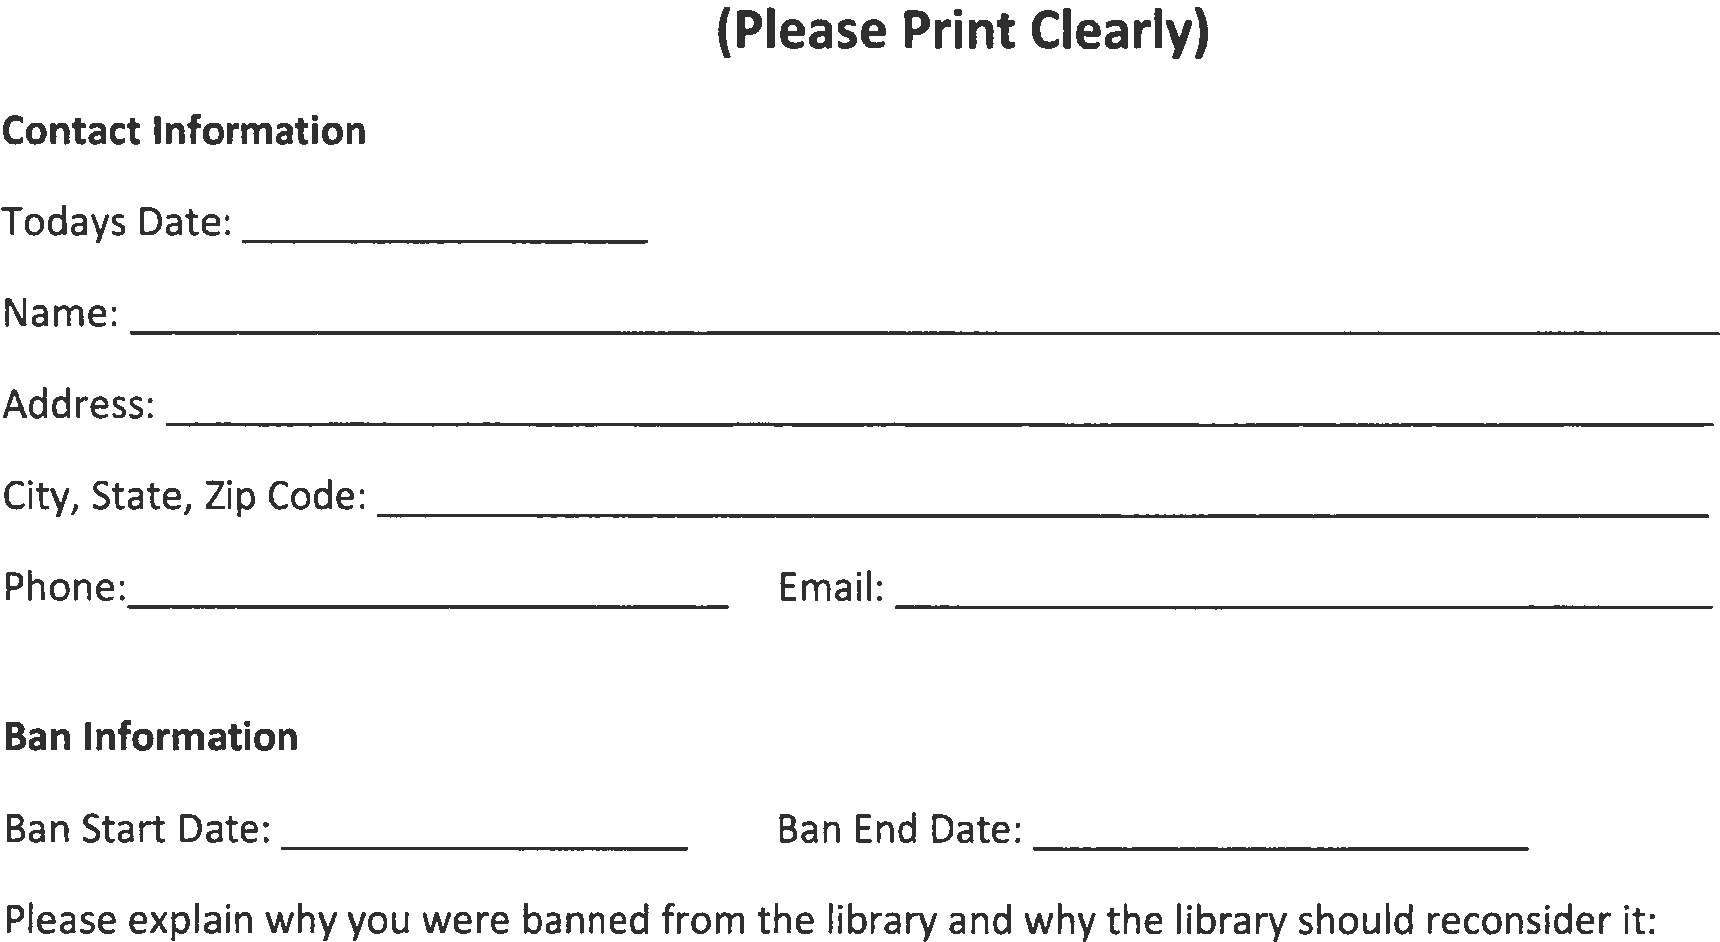 (Please Print Clearly)
Contact Information
Todays Date:
Name:
Address:
City, State, Zip Code:
Phone: Email:
Ban Information
Ban Start Date: Ban End Date:
Please explain why you were banned from the library and why the library should reconsider it: